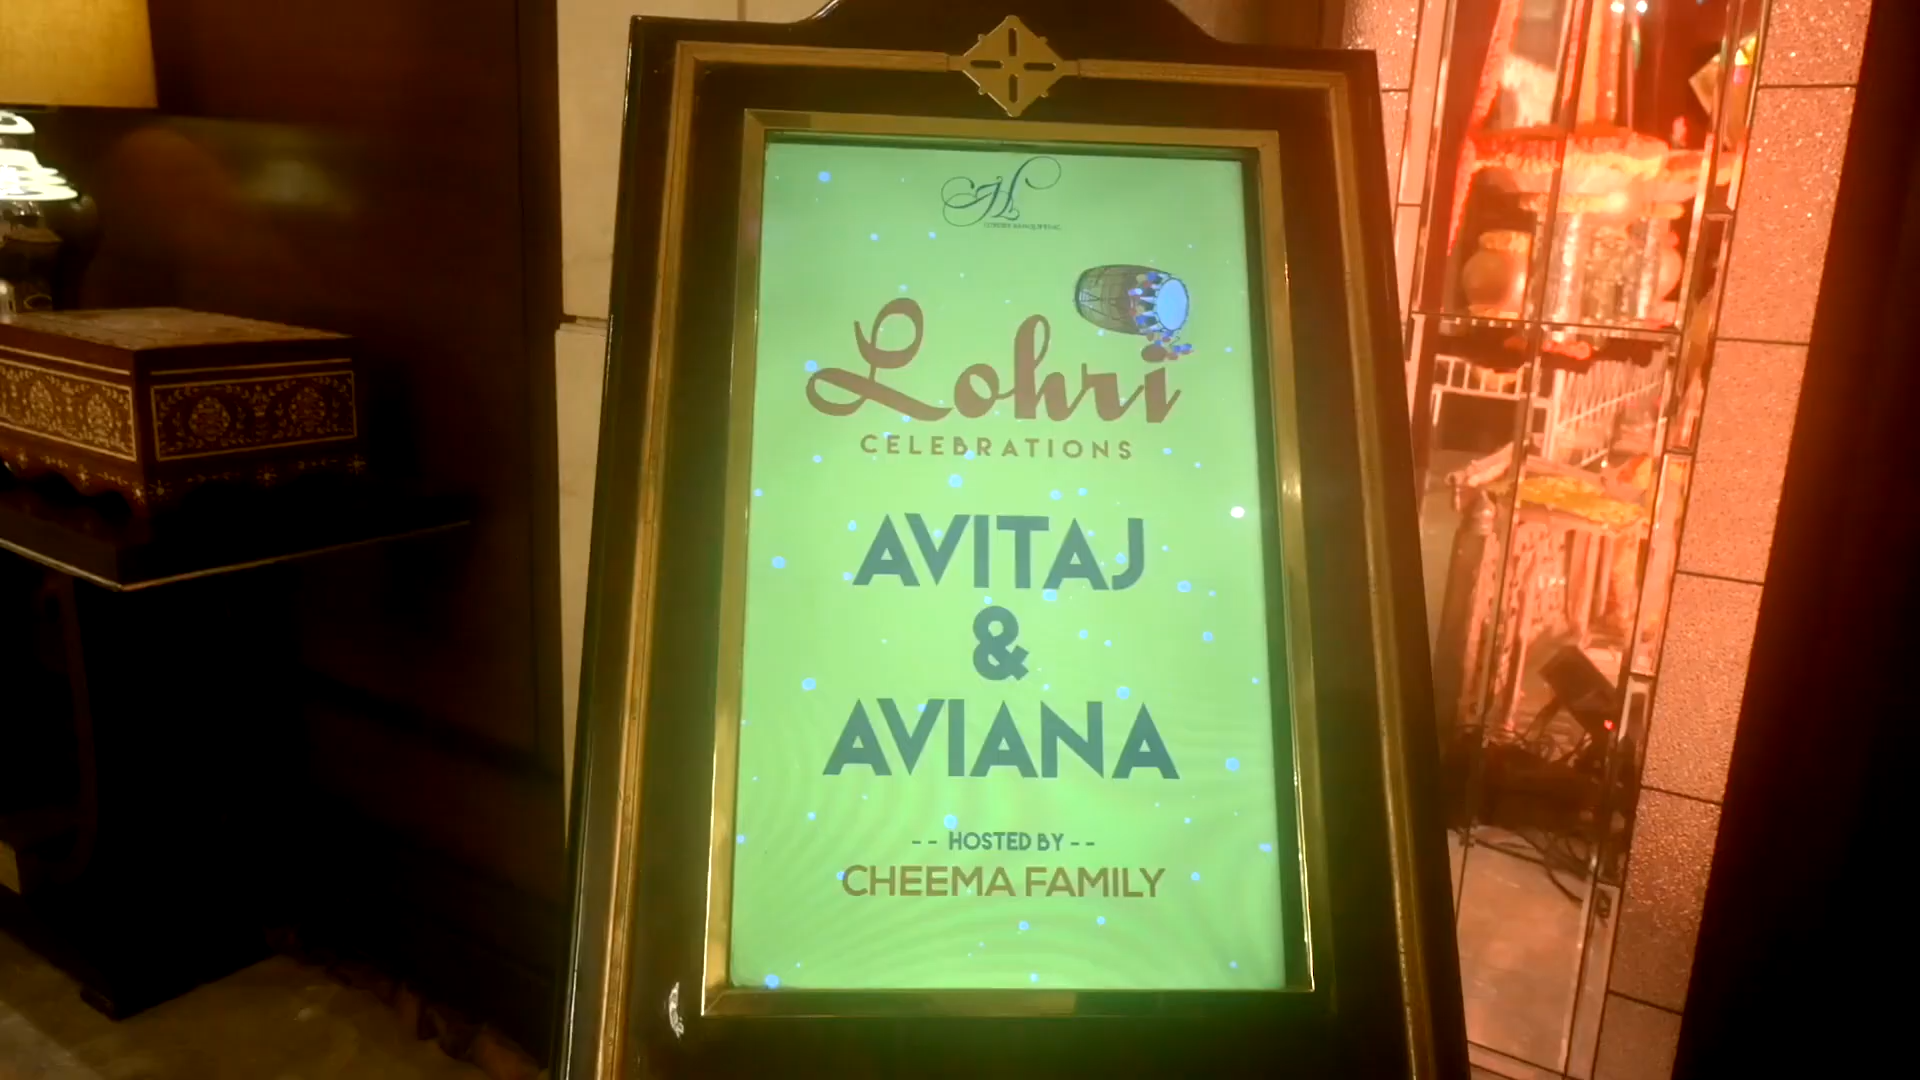 H
Lohri
CELEBRATIONS
AVITAJ
&
AVIANA
-- HOSTED BY --
CHEEMA FAMILY